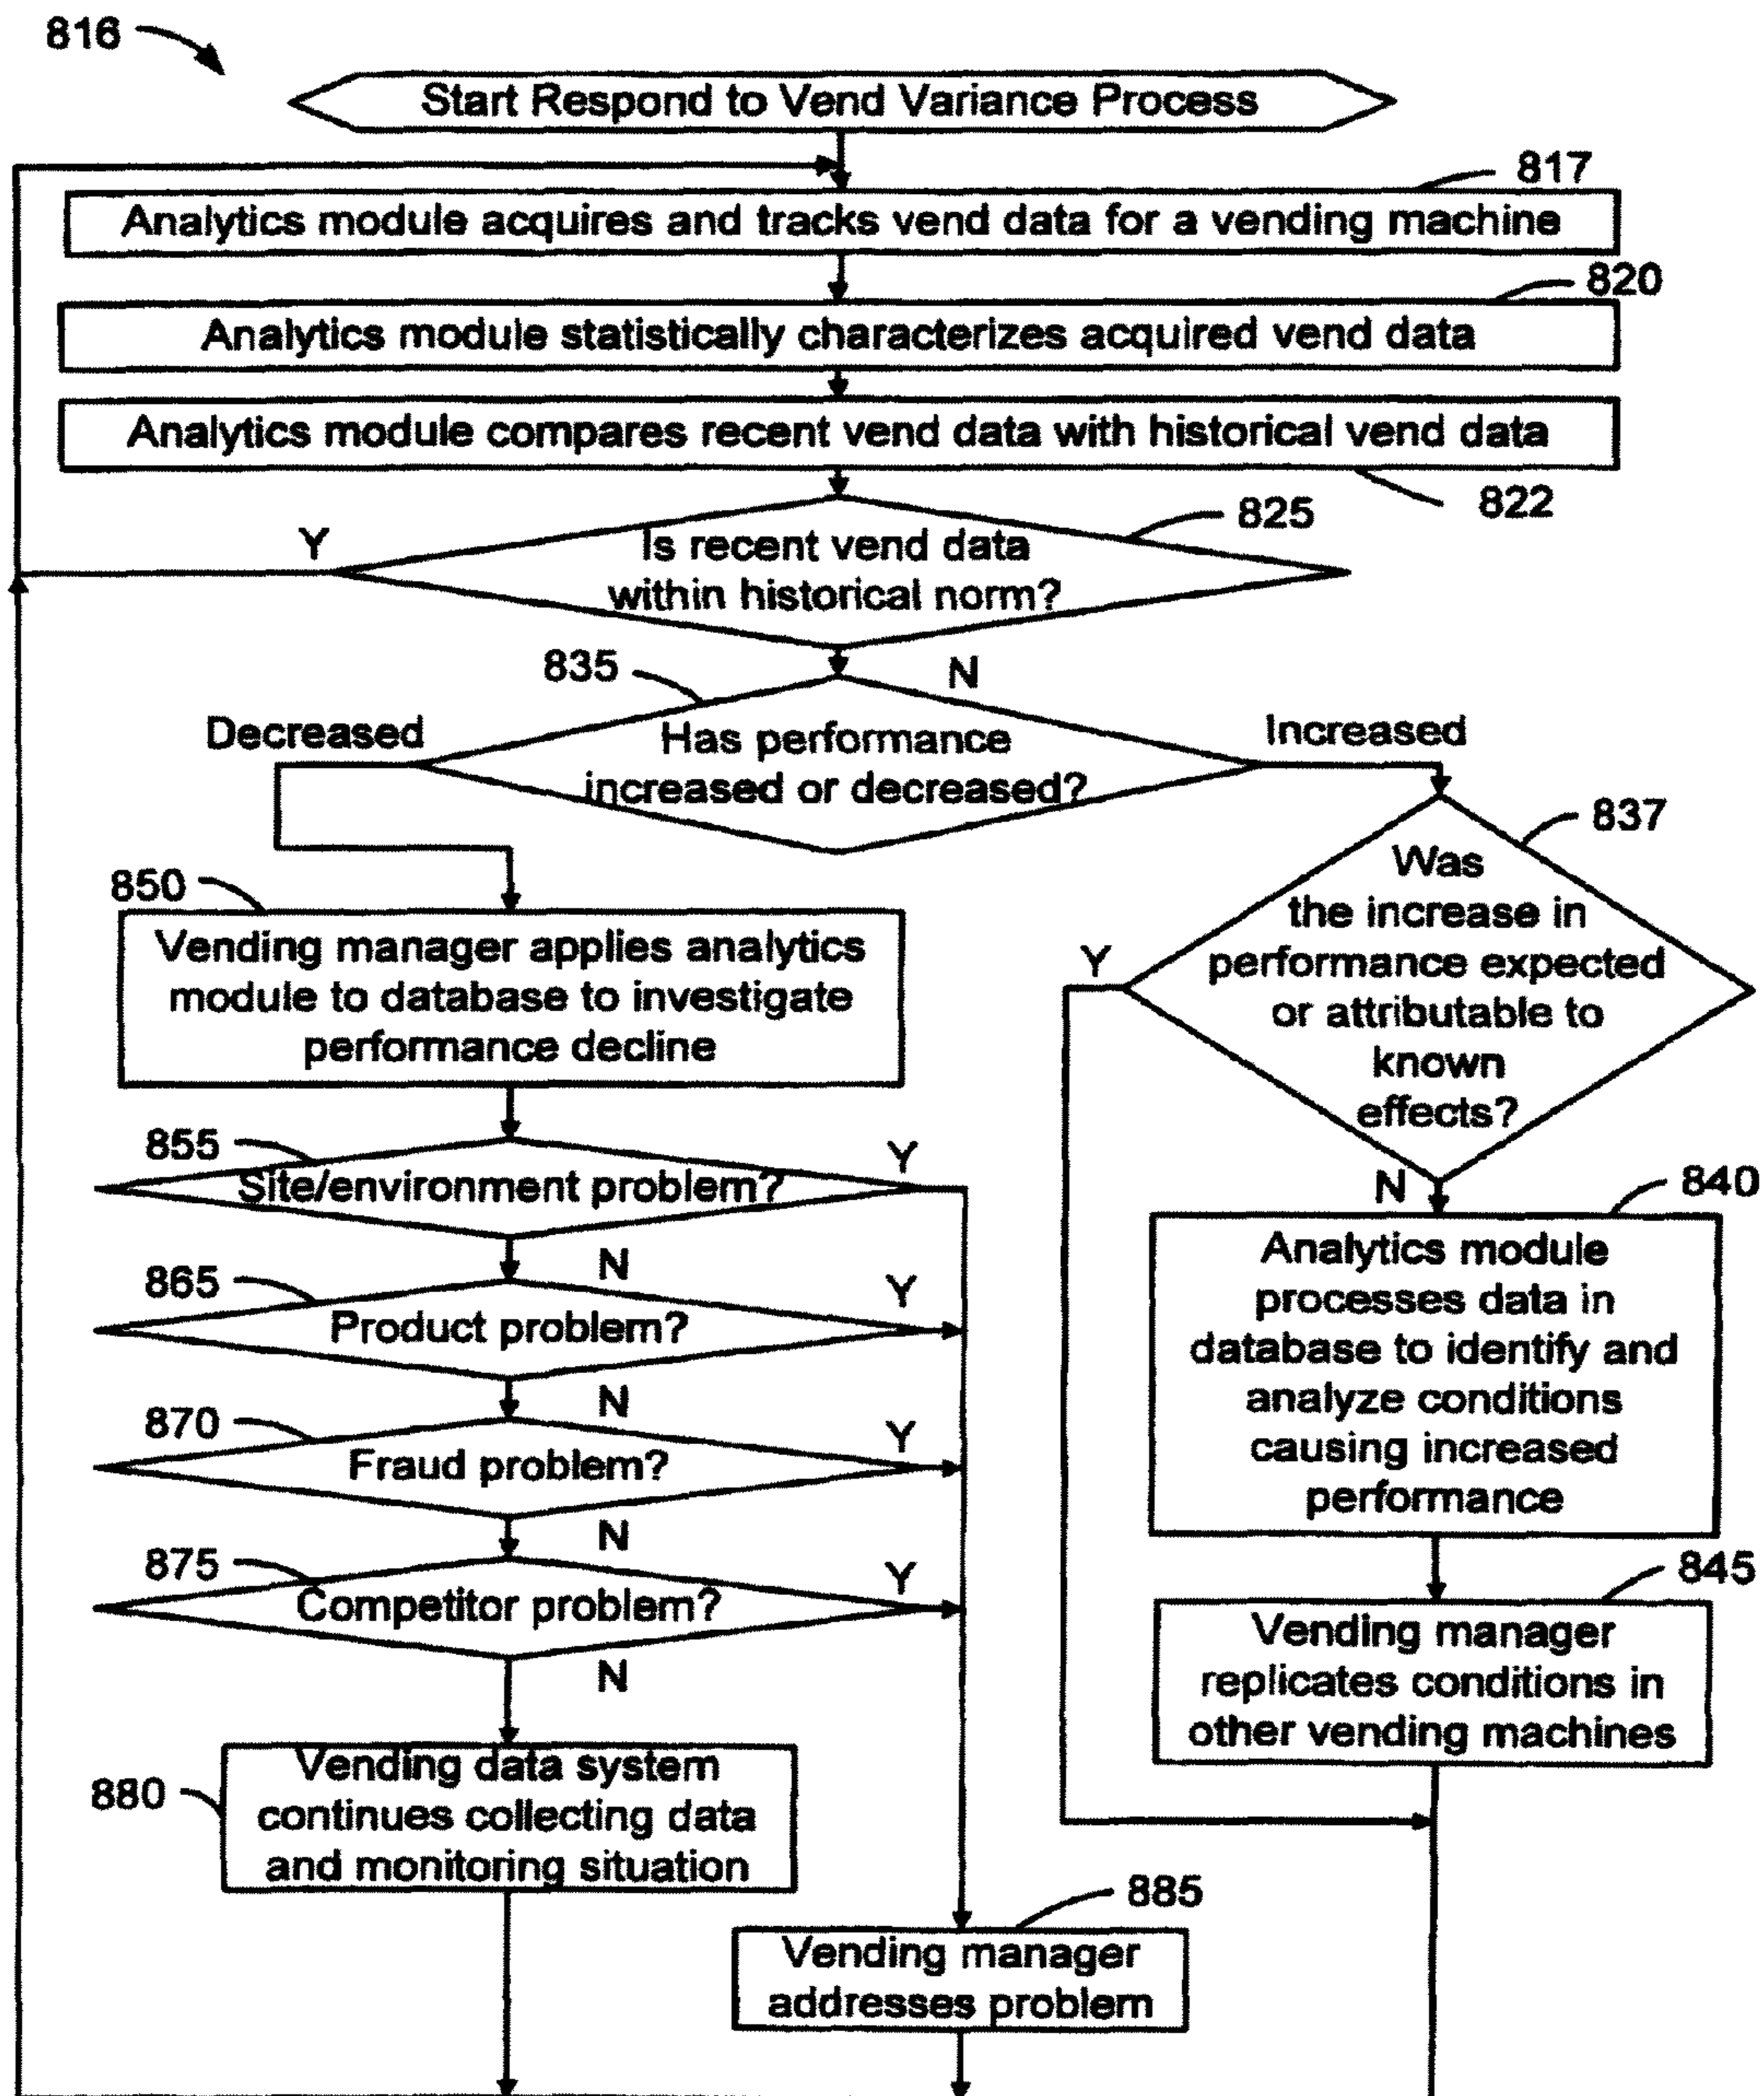 816
Start Respond to Vend Variance Process
817
Analytics module acquires and tracks vend data for a vending machine
820
Analytics module statistically characterizes acquired vend data
Analytics module compares recent vend data with historical vend data
822
825
Y
Is recent vend data
within historical norm?
835
N
Decreased
Has performance
increased or decreased?
Increased
837
Was
the increase in
performance expected
or attributable to
known
effects?
Y
N
850
Vending manager applies analytics
module to database to investigate
performance decline
855
Site/environment problem?
Y
N
865
Product problem?
Y
N
870
Fraud problem?
Y
N
875
Competitor problem?
Y
N
840
Analytics module
processes data in
database to identify and
analyze conditions
causing increased
performance
845
Vending manager
replicates conditions in
other vending machines
880
Vending data system
continues collecting data
and monitoring situation
885
Vending manager
addresses problem